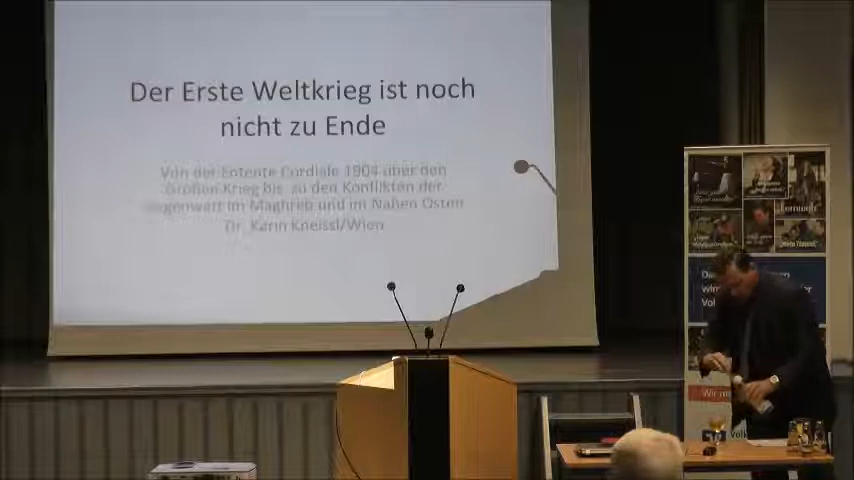 Der Erste Weltkrieg ist noch
nicht zu Ende
Von der Entente Cordiale 1904 über den
Großen Krieg bis zu den Konflikten der
Gegenwart im Maghreb und im Nahen Osten
Dr. Karin Kneissl/Wien